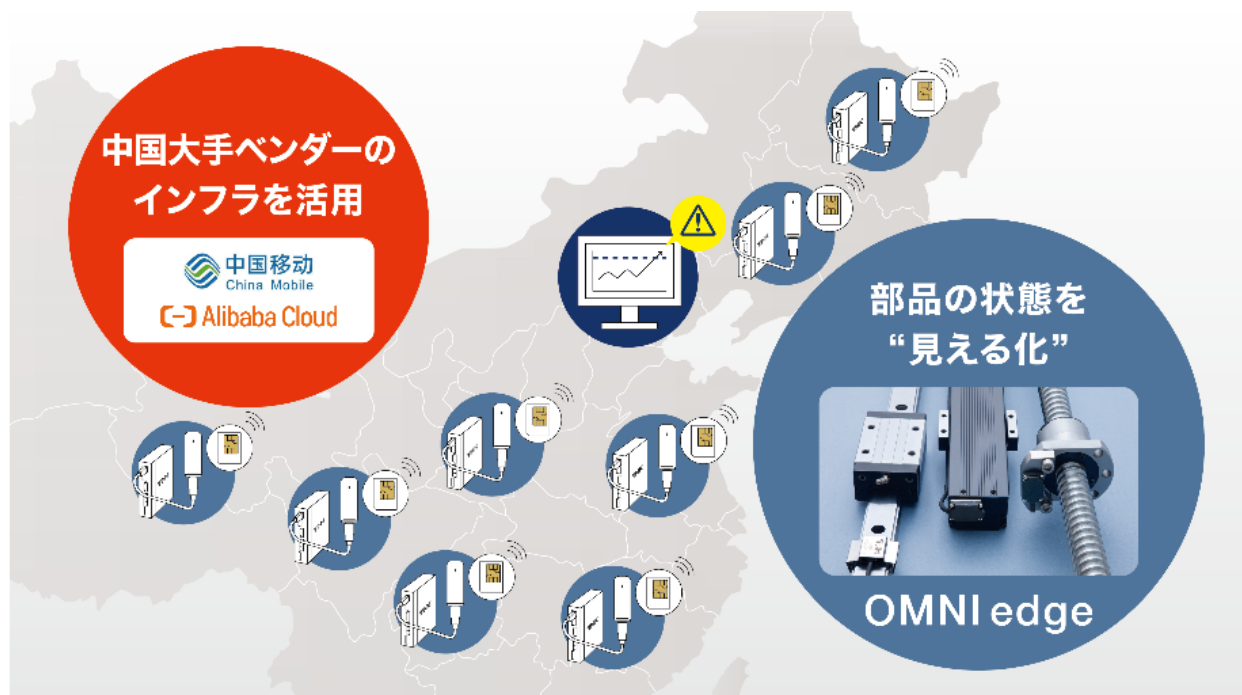 中国大手ベンダーの
インフラを活用
中国移动
China Mobile
Alibaba Cloud
部品の状態を
“見える化”
OMNI edge